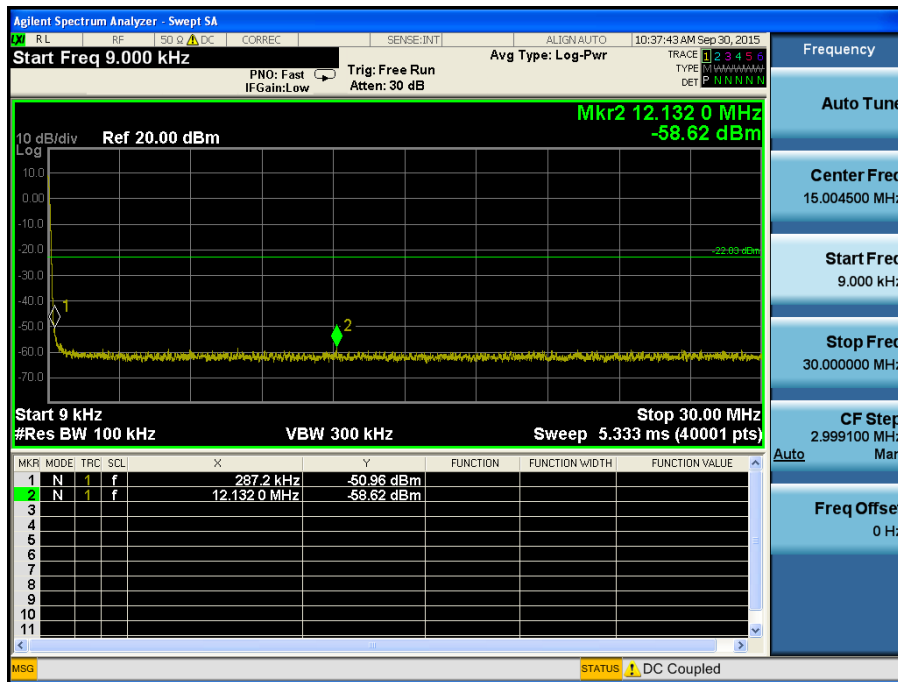 Agilent Spectrum Analyzer - Swept SA
LXI RL RF 50 Ω DC CORREC SENSE:INT ALIGN AUTO 10:37:43 AM Sep 30, 2015
Start Freq 9.000 kHz
PNO: Fast
IFGain:Low
Trig: Free Run
Atten: 30 dB
Avg Type: Log-Pwr
TRACE 1 2 3 4 5 6
TYPE M WWWWW
DET P N N N N N
Mkr2 12.132 0 MHz
-58.62 dBm
10 dB/div
Log
Ref 20.00 dBm
10.0
0.00
-10.0
-20.0
-30.0
-40.0
-50.0
-60.0
-70.0
-22.03 dBm
1
2
Start 9 kHz
Stop 30.00 MHz
#Res BW 100 kHz
VBW 300 kHz
Sweep 5.333 ms (40001 pts)
MKR MODE TRC SCL X Y FUNCTION FUNCTION WIDTH FUNCTION VALUE
1 N 1 f 287.2 kHz -50.96 dBm
2 N 1 f 12.132 0 MHz -58.62 dBm
3
4
5
6
7
8
9
10
11
MSG
STATUS DC Coupled
Frequency
Auto Tune
Center Freq
15.004500 MHz
Start Freq
9.000 kHz
Stop Freq
30.000000 MHz
CF Step
2.999100 MHz
Auto Man
Freq Offset
0 Hz